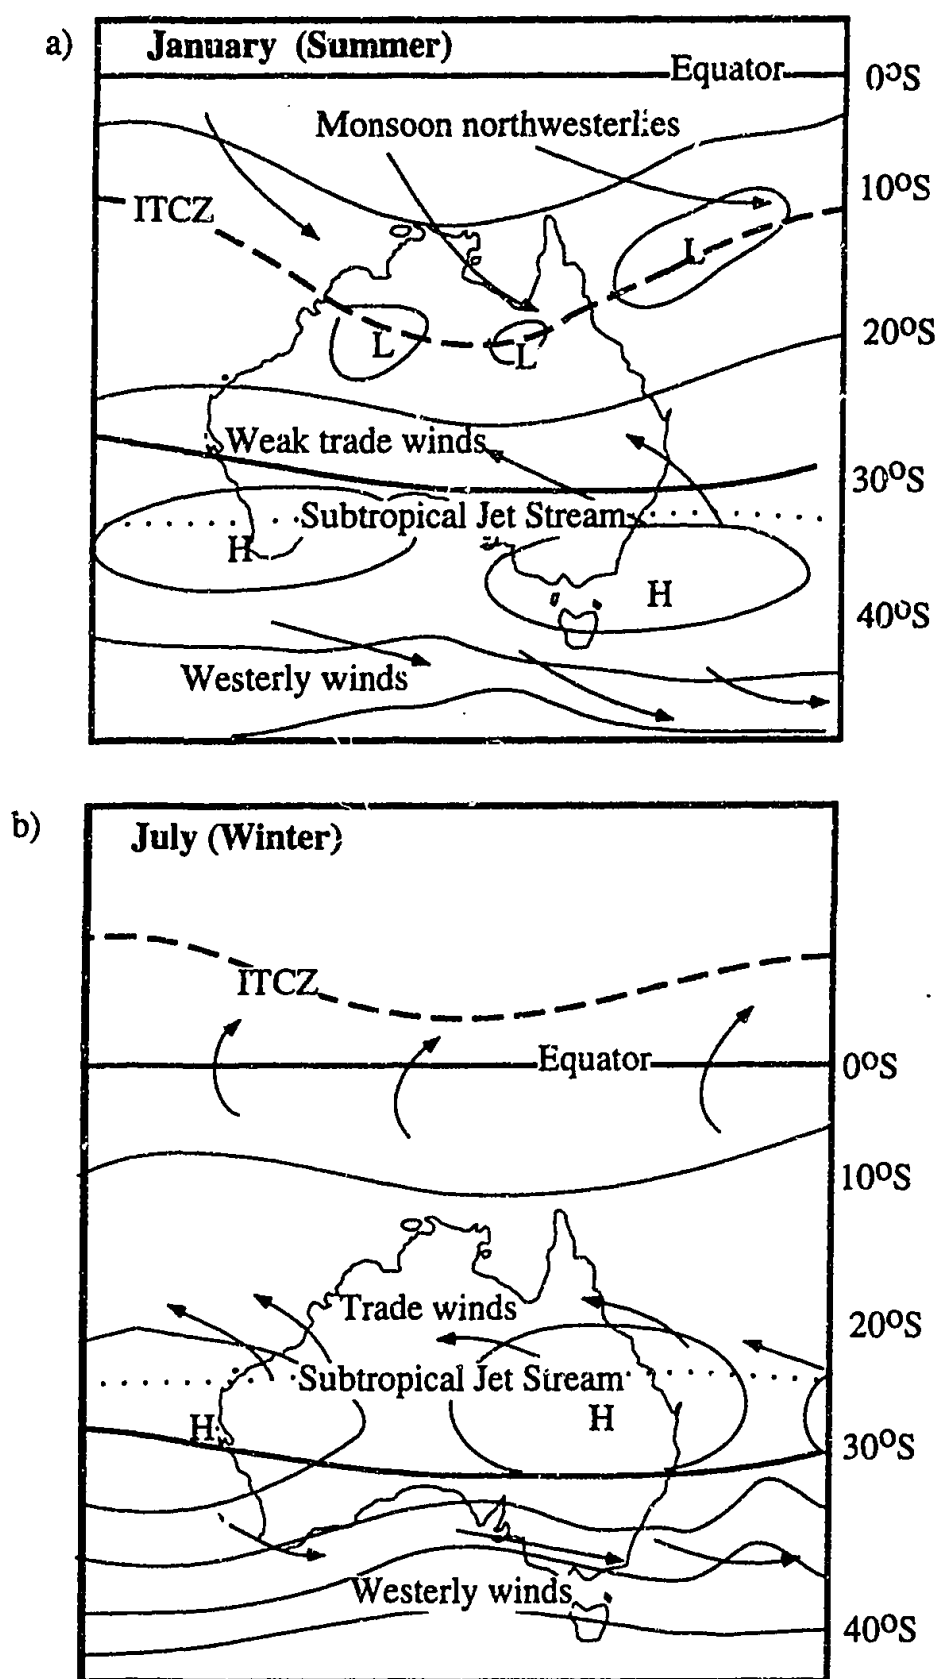 a)
January (Summer)
Equator
0°S
Monsoon northwesterlies
10°S
ITCZ
L
20°S
L
L
Weak trade winds
30°S
Subtropical Jet Stream
H
H
40°S
Westerly winds
b)
July (Winter)
ITCZ
Equator
0°S
10°S
Trade winds
20°S
Subtropical Jet Stream
H
H
30°S
Westerly winds
40°S